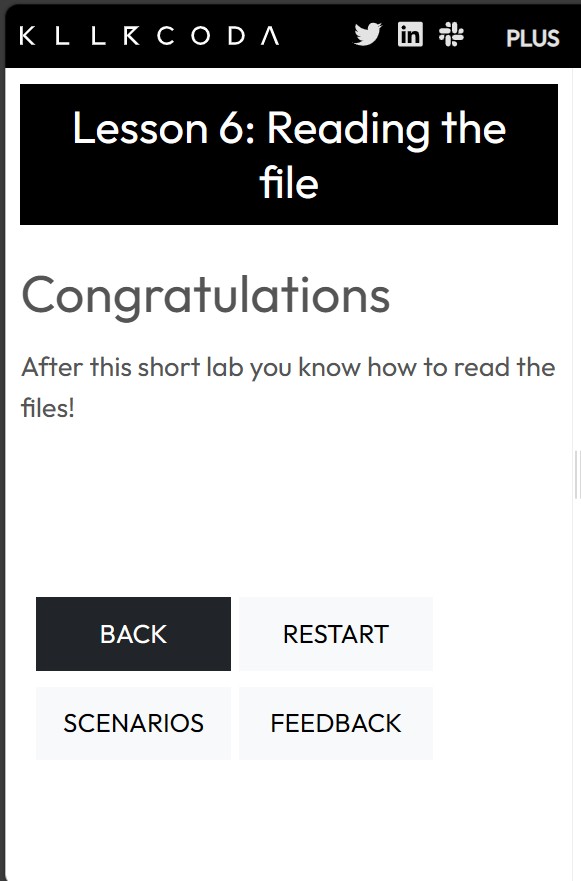 KLLRCODA PLUS
Lesson 6: Reading the
file
Congratulations
After this short lab you know how to read the
files!
BACK RESTART
SCENARIOS FEEDBACK